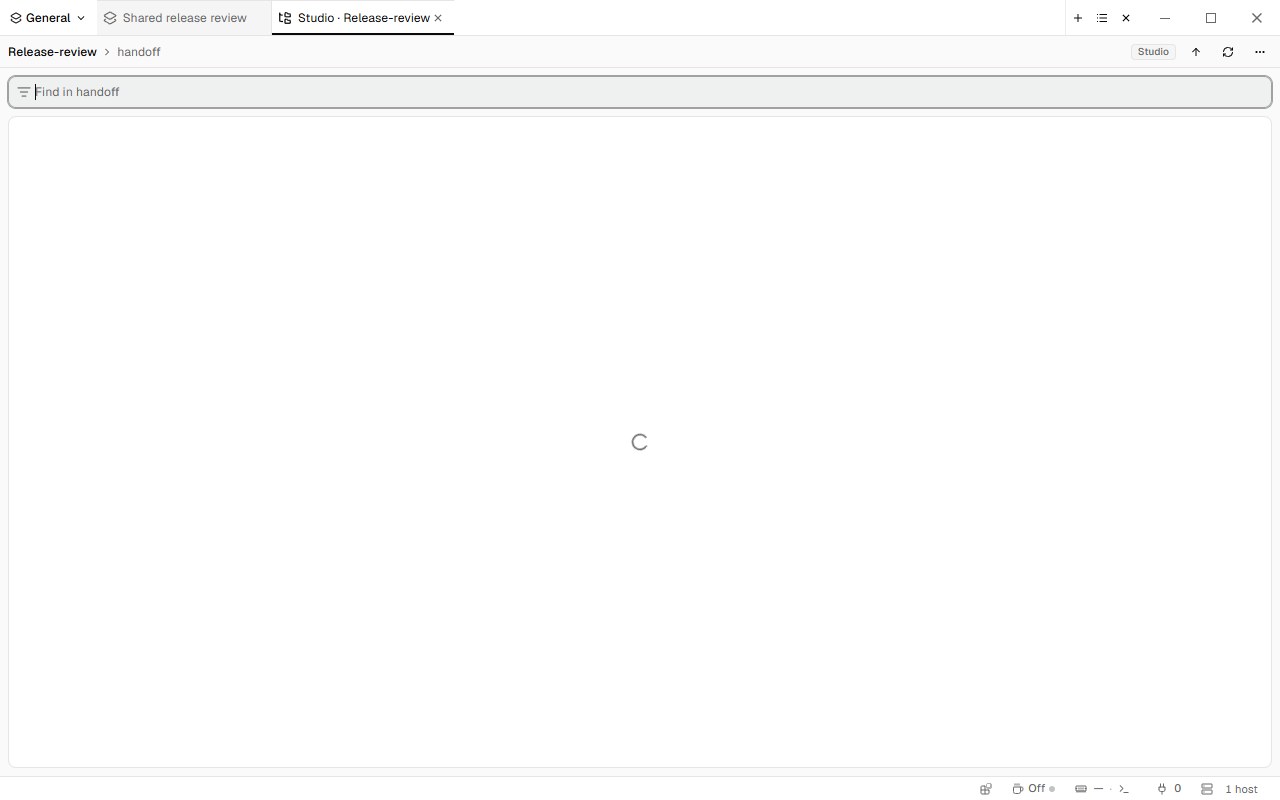 General
Shared release review
Studio · Release-review
Release-review > handoff
Studio
Find in handoff
Off
0
1 host